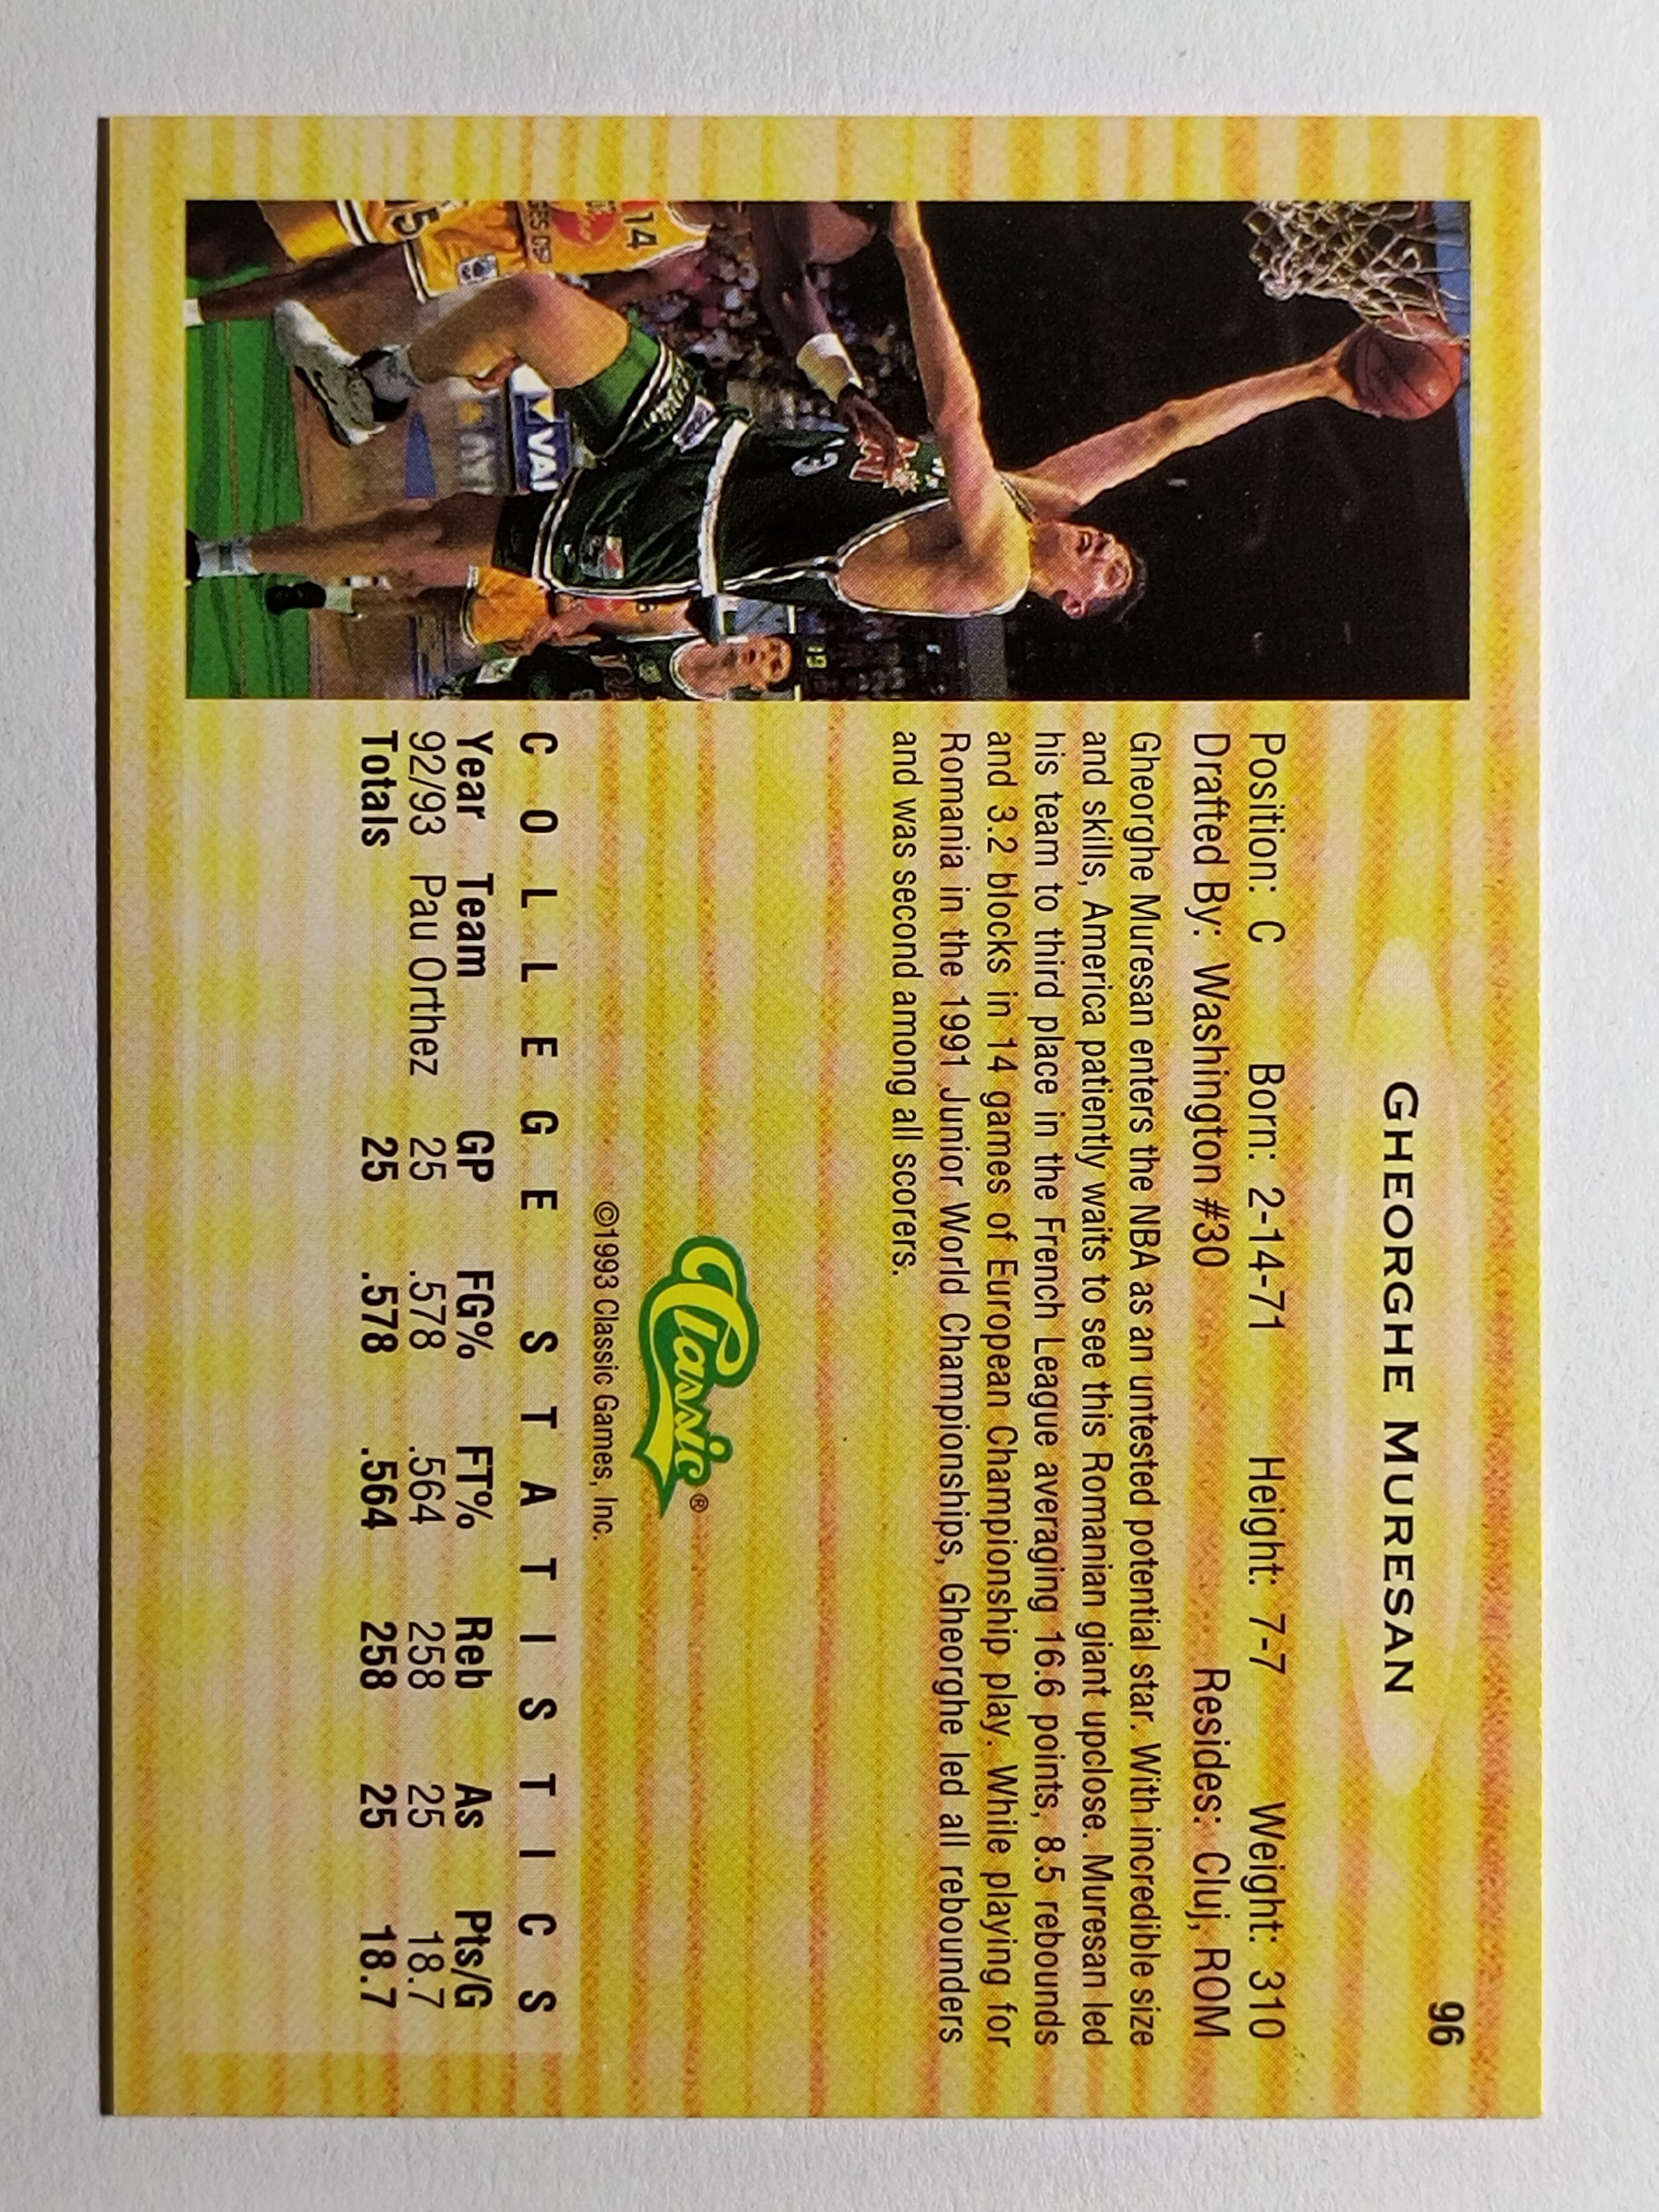 96
GHEORGHE MURESAN
Position: C Born: 2-14-71 Height: 7-7 Weight: 310
Drafted By: Washington #30 Resides: Cluj, ROM
Gheorghe Muresan enters the NBA as an untested potential star. With incredible size
and skills, America patiently waits to see this Romanian giant upclose. Muresan led
his team to third place in the French League averaging 16.6 points, 8.5 rebounds
and 3.2 blocks in 14 games of European Championship play. While playing for
Romania in the 1991 Junior World Championships, Gheorghe led all rebounders
and was second among all scorers.
Classic®
©1993 Classic Games, Inc.
COLLEGE STATISTICS
Year Team GP FG% FT% Reb As Pts/G
92/93 Pau Orthez 25 .578 .564 258 25 18.7
Totals 25 .578 .564 258 25 18.7
14
15
VAL